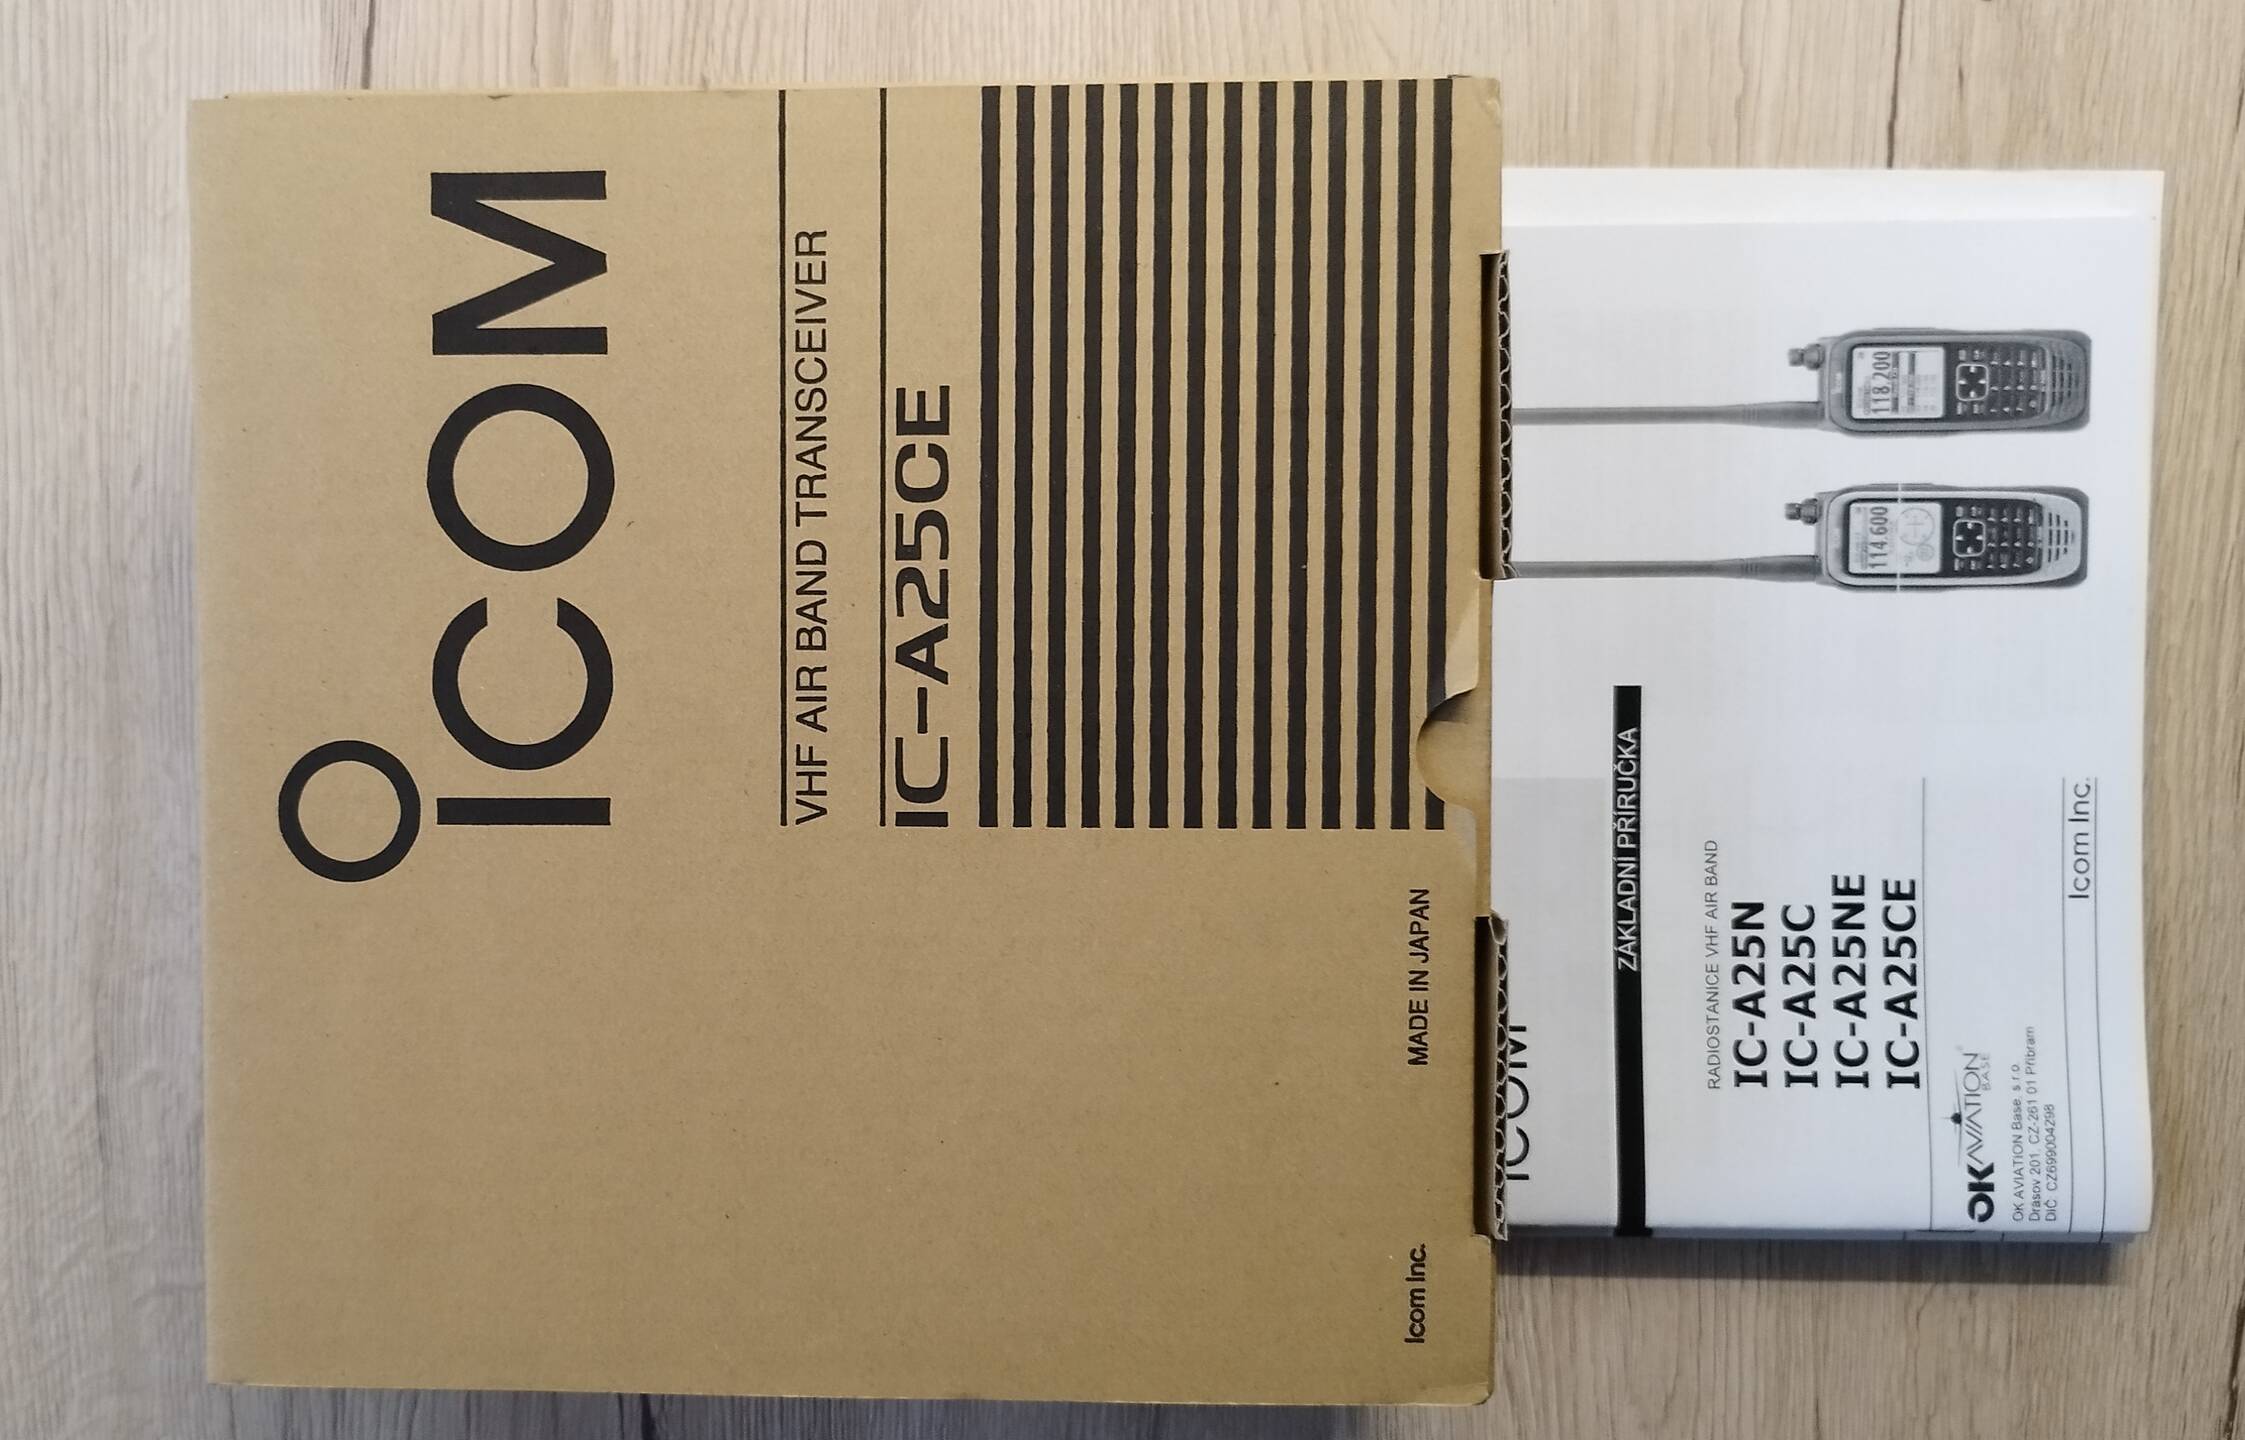 ICOM
VHF AIR BAND TRANSCEIVER
IC-A25CE
MADE IN JAPAN
Icom Inc.
ICOM
ZÁKLADNÍ PŘÍRUČKA
RADIOSTANICE VHF AIR BAND
IC-A25N
IC-A25C
IC-A25NE
IC-A25CE
OK AVIATION®
BASE
OK AVIATION Base, s.r.o.
Drásov 201, CZ-261 01 Příbram
DIČ: CZ699004298
Icom Inc.
118.200
114.600